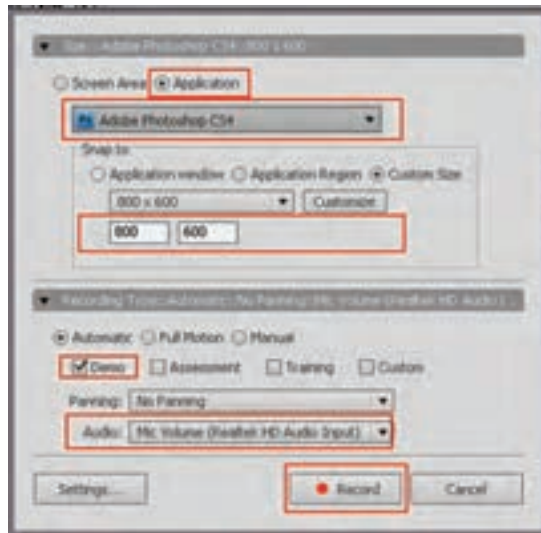 Size: Adobe Photoshop CS4: 800 x 600
Screen Area Application
Ps Adobe Photoshop CS4
Snap to
Application window Application Region Custom Size
800 x 600 Customize
800 600
Recording Type: Automatic: No Panning: Mic Volume (Realtek HD Audio I...
Automatic Full Motion Manual
Demo Assessment Training Custom
Panning: No Panning
Audio: Mic Volume (Realtek HD Audio Input)
Settings... Record Cancel